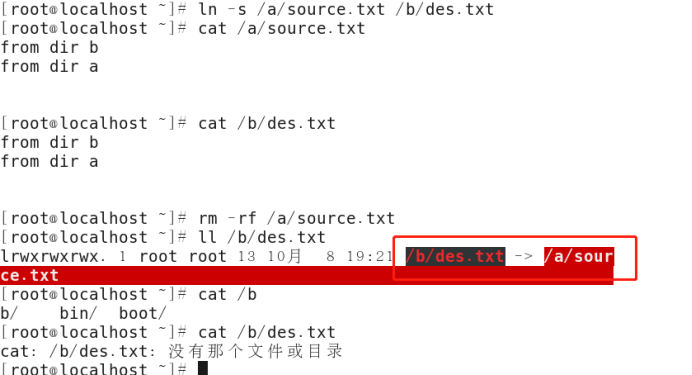 [root@localhost ~]# ln -s /a/source.txt /b/des.txt
[root@localhost ~]# cat /a/source.txt
from dir b
from dir a
[root@localhost ~]# cat /b/des.txt
from dir b
from dir a
[root@localhost ~]# rm -rf /a/source.txt
[root@localhost ~]# ll /b/des.txt
lrwxrwxrwx. 1 root root 13 10月  8 19:21 /b/des.txt -> /a/sour
ce.txt
[root@localhost ~]# cat /b
b/    bin/  boot/
[root@localhost ~]# cat /b/des.txt
cat: /b/des.txt: 没有那个文件或目录
[root@localhost ~]#